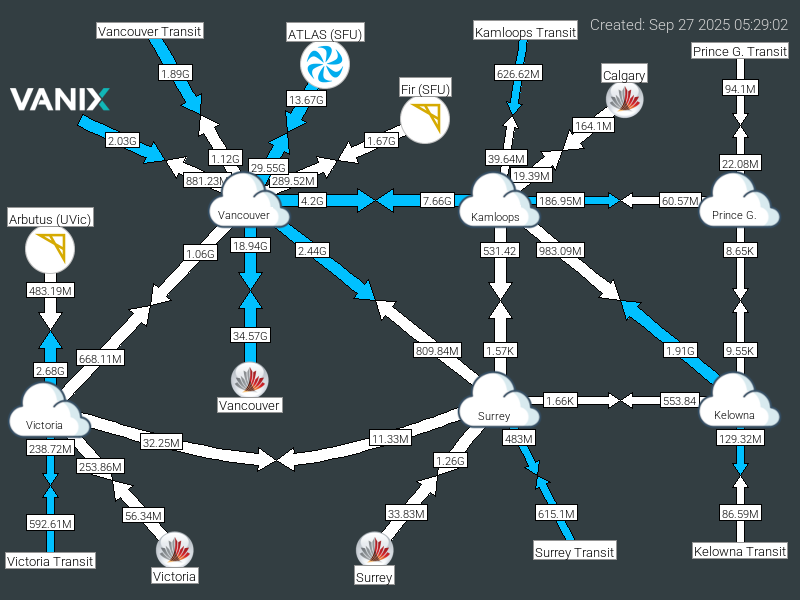 Created: Sep 27 2025 05:29:02
Vancouver Transit
ATLAS (SFU)
Kamloops Transit
Prince G. Transit
1.89G
626.62M
Calgary
94.1M
VANIX
13.67G
Fir (SFU)
2.03G
1.67G
164.1M
1.12G
29.55G
39.64M
22.08M
881.23M
289.52M
19.39M
Vancouver
4.2G
7.66G
Kamloops
186.95M
60.57M
Prince G.
Arbutus (UVic)
1.06G
18.94G
2.44G
531.42
983.09M
8.65K
483.19M
34.57G
668.11M
809.84M
1.57K
1.91G
9.55K
2.68G
Vancouver
Victoria
Surrey
1.66K
553.84
Kelowna
238.72M
32.25M
11.33M
483M
129.32M
253.86M
1.26G
592.61M
56.34M
33.83M
615.1M
86.59M
Victoria Transit
Victoria
Surrey
Surrey Transit
Kelowna Transit